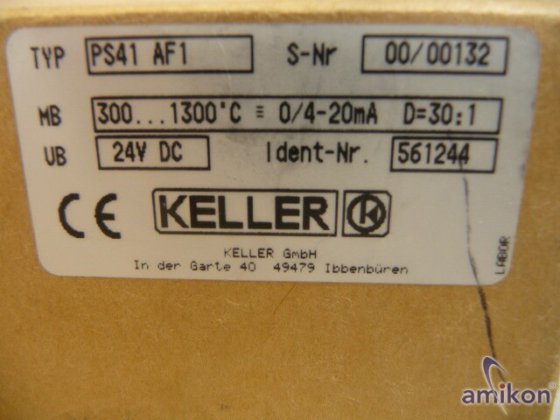 TYP PS41 AF1 S-Nr 00/00132
MB 300...1300°C ≡ 0/4-20mA D=30:1
UB 24V DC Ident-Nr. 561244
CE KELLER K
KELLER GmbH
In der Garte 40 49479 Ibbenbüren
LABOR
amikon